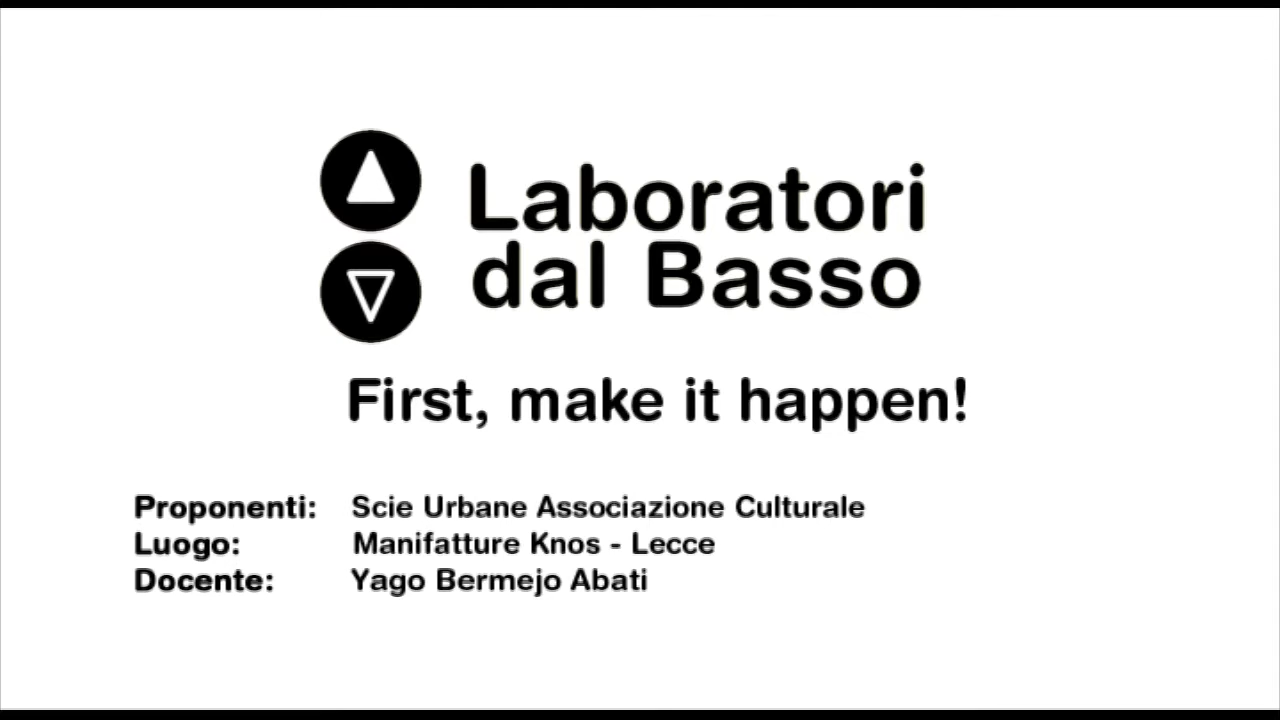 Laboratori
dal Basso
First, make it happen!
Proponenti: Scie Urbane Associazione Culturale
Luogo: Manifatture Knos - Lecce
Docente: Yago Bermejo Abati